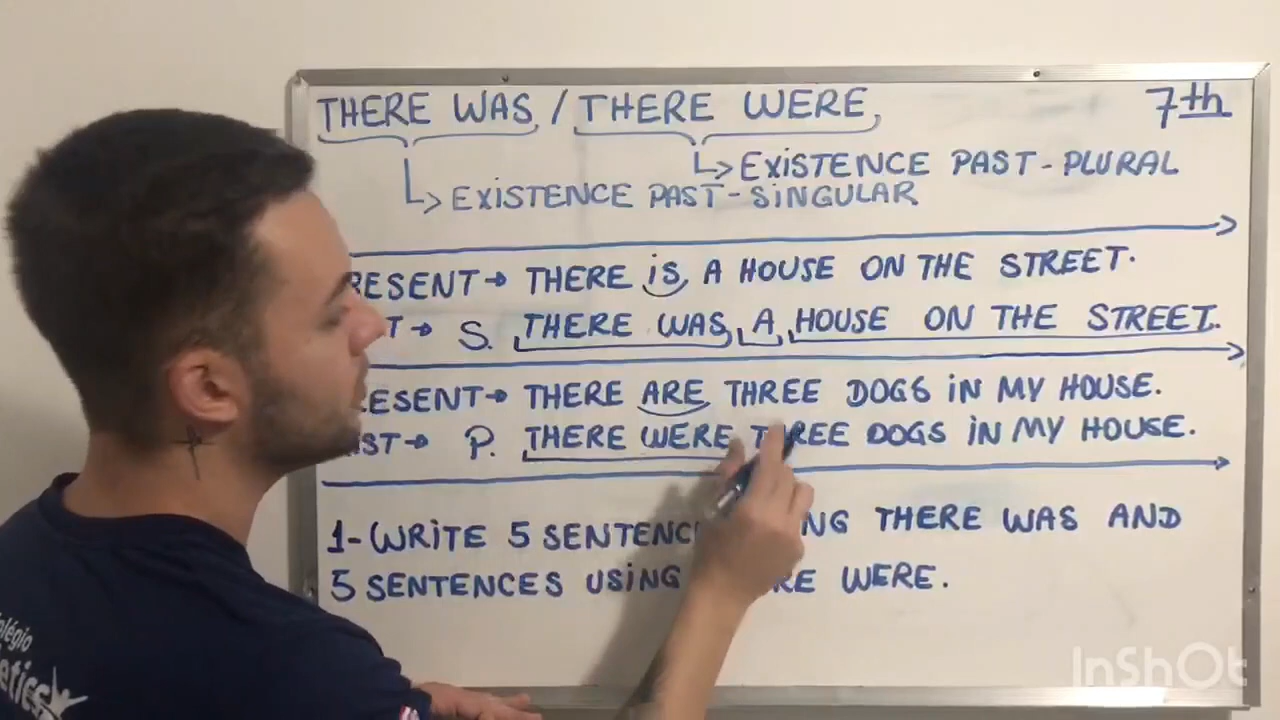 THERE WAS / THERE WERE 7th
EXISTENCE PAST-PLURAL
EXISTENCE PAST-SINGULAR
RESENT → THERE IS A HOUSE ON THE STREET.
T → S. THERE WAS A HOUSE ON THE STREET.
RESENT → THERE ARE THREE DOGS IN MY HOUSE.
ST → P. THERE WERE THREE DOGS IN MY HOUSE.
1- WRITE 5 SENTENC NG THERE WAS AND
5 SENTENCES USING RE WERE.
InShOt